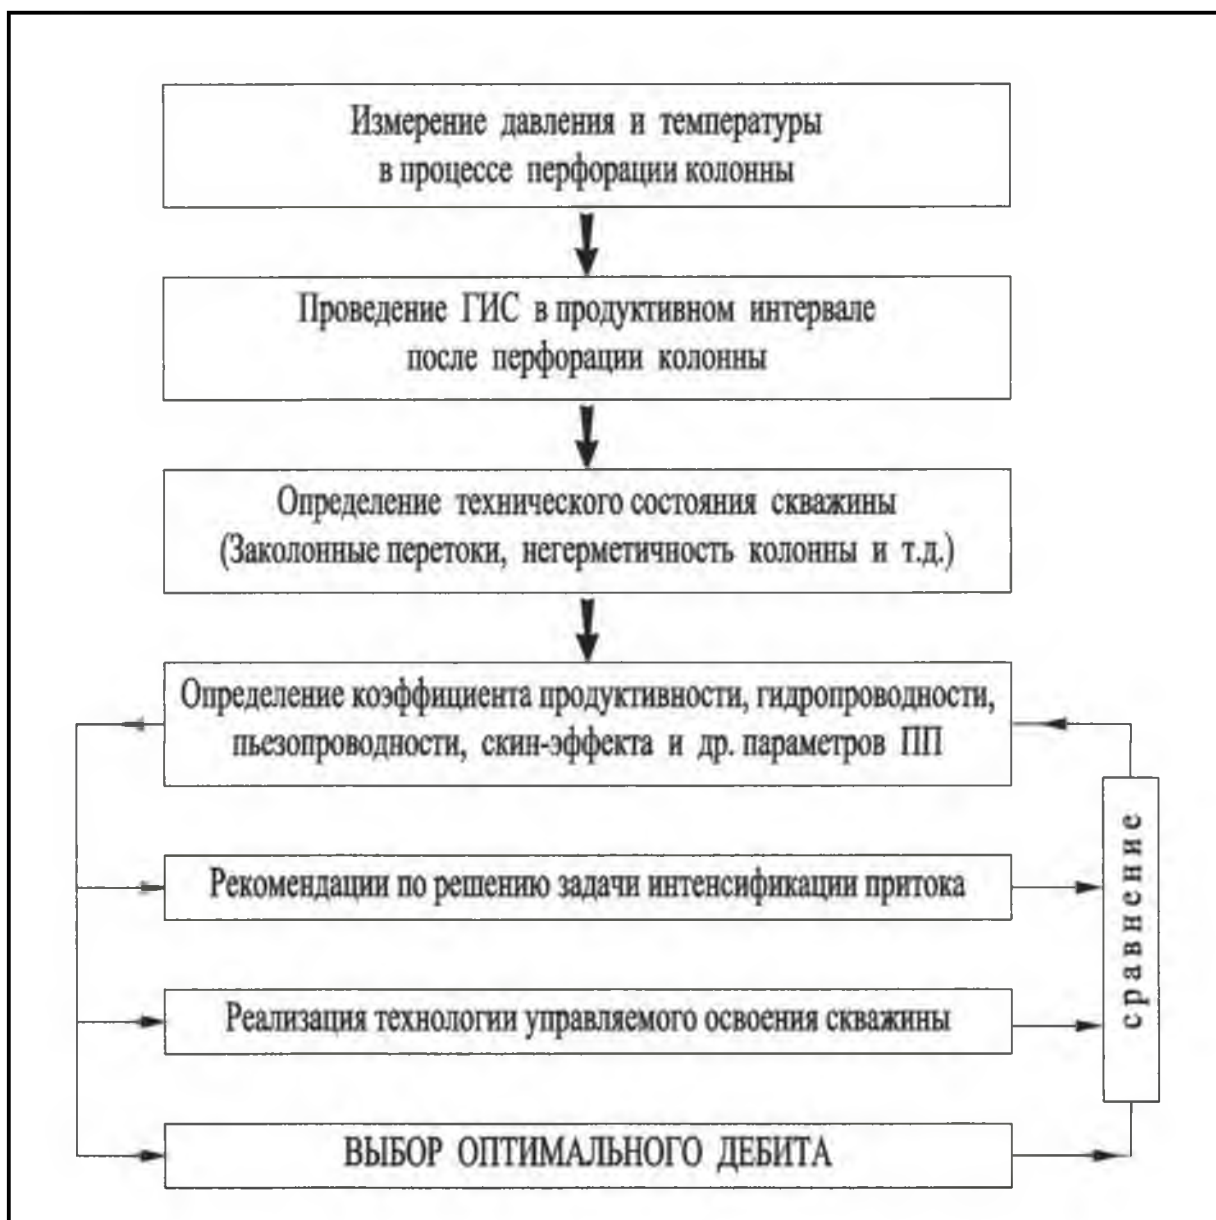 Измерение давления и температуры
в процессе перфорации колонны
Проведение ГИС в продуктивном интервале
после перфорации колонны
Определение технического состояния скважины
(Заколонные перетоки, негерметичность колонны и т.д.)
Определение коэффициента продуктивности, гидропроводности,
пьезопроводности, скин-эффекта и др. параметров ПП
Рекомендации по решению задачи интенсификации притока
Реализация технологии управляемого освоения скважины
ВЫБОР ОПТИМАЛЬНОГО ДЕБИТА
сравнение